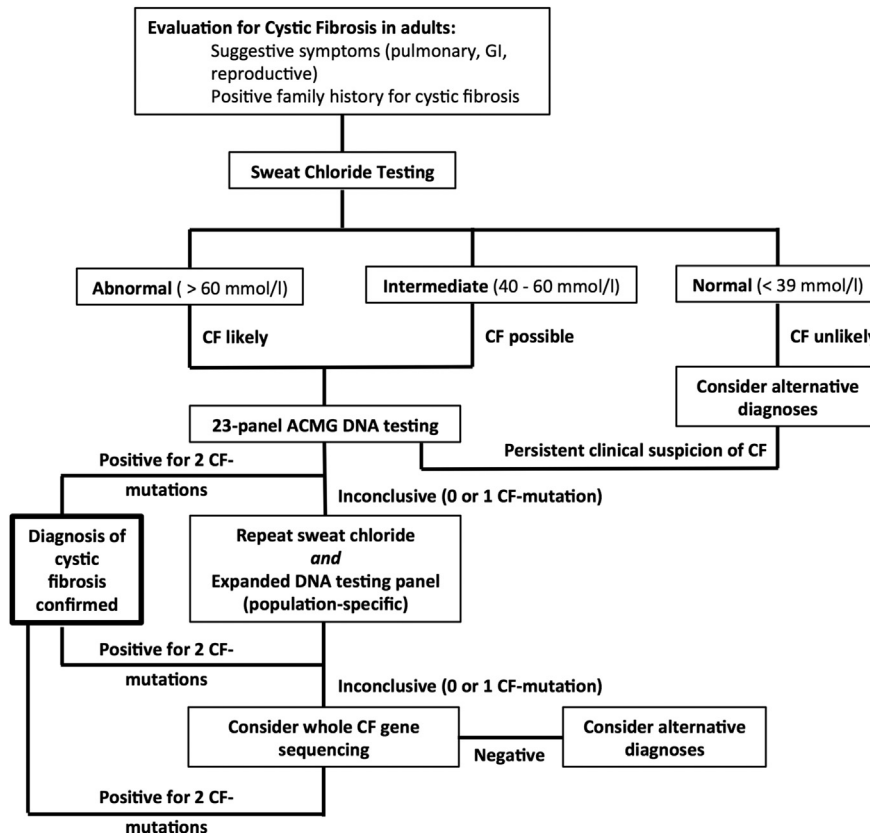 Evaluation for Cystic Fibrosis in adults:
Suggestive symptoms (pulmonary, GI,
reproductive)
Positive family history for cystic fibrosis
Sweat Chloride Testing
Abnormal ( > 60 mmol/l)
Intermediate (40 - 60 mmol/l)
Normal (< 39 mmol/l)
CF likely
CF possible
CF unlikely
Consider alternative
diagnoses
23-panel ACMG DNA testing
Persistent clinical suspicion of CF
Positive for 2 CF-
mutations
Inconclusive (0 or 1 CF-mutation)
Diagnosis of
cystic
fibrosis
confirmed
Repeat sweat chloride
and
Expanded DNA testing panel
(population-specific)
Positive for 2 CF-
mutations
Inconclusive (0 or 1 CF-mutation)
Consider whole CF gene
sequencing
Negative
Consider alternative
diagnoses
Positive for 2 CF-
mutations